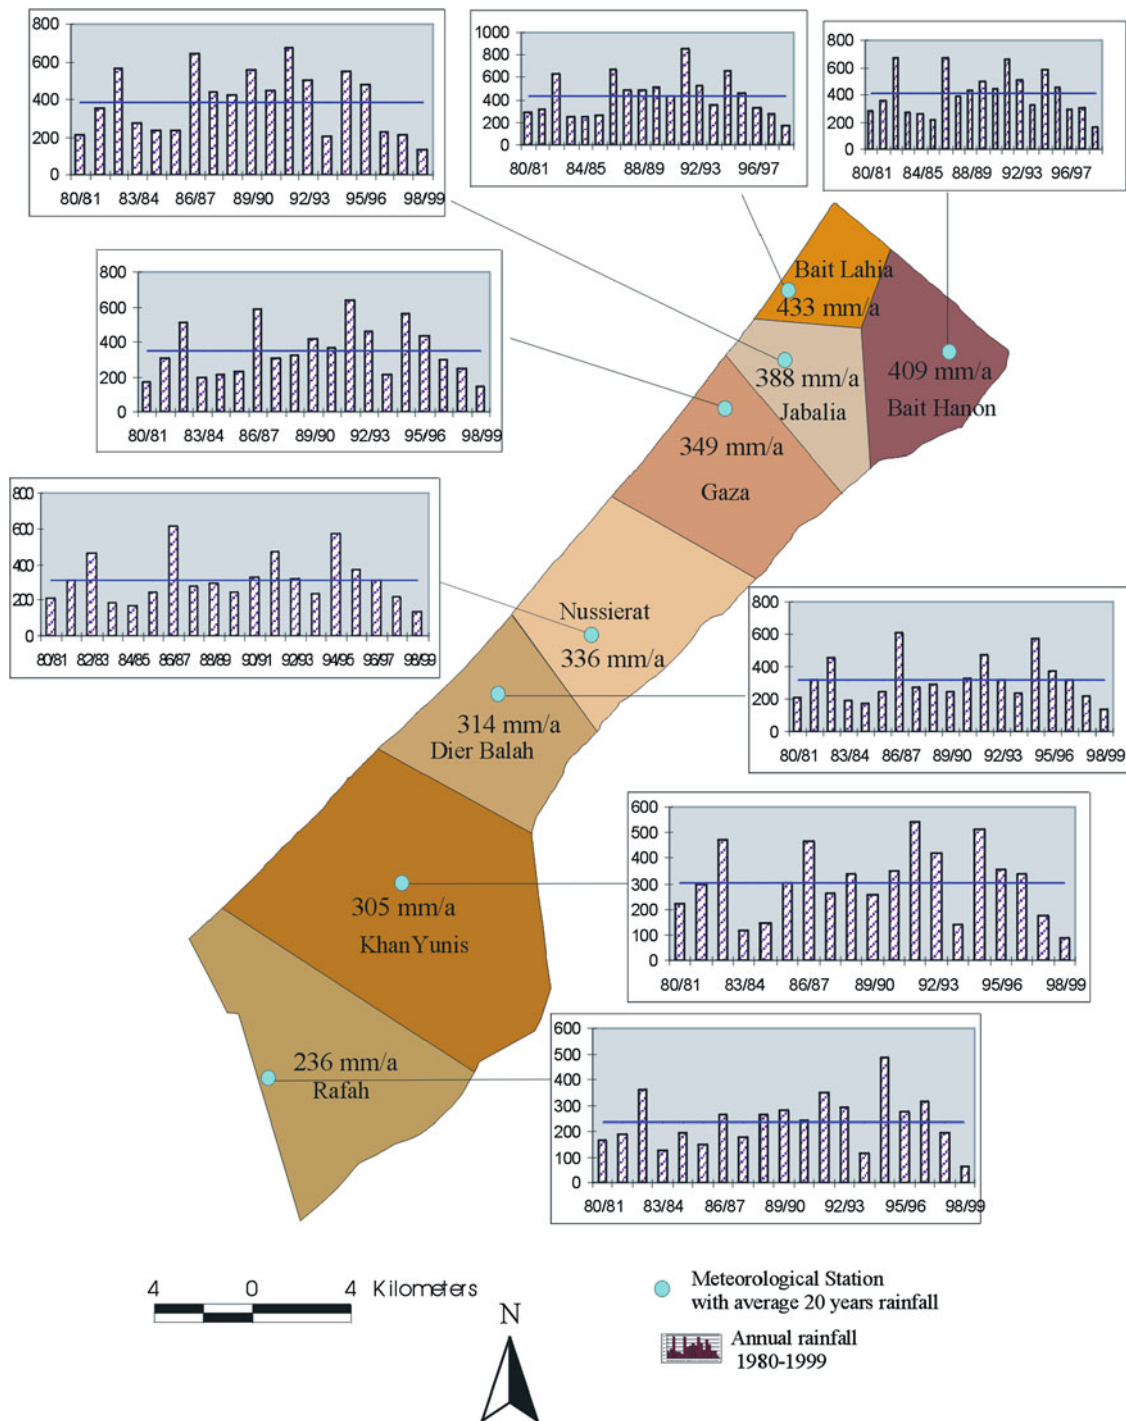 800
600
400
200
0
80/81 83/84 86/87 89/90 92/93 95/96 98/99
1000
800
600
400
200
0
80/81 84/85 88/89 92/93 96/97
800
600
400
200
0
80/81 84/85 88/89 92/93 96/97
800
600
400
200
0
80/81 83/84 86/87 89/90 92/93 95/96 98/99
Bait Lahia
433 mm/a
388 mm/a
Jabalia
409 mm/a
Bait Hanon
349 mm/a
Gaza
800
600
400
200
0
80/81 82/83 84/85 86/87 88/89 90/91 92/93 94/95 96/97 98/99
Nussierat
336 mm/a
800
600
400
200
0
80/81 83/84 86/87 89/90 92/93 95/96 98/99
314 mm/a
Dier Balah
600
500
400
300
200
100
0
80/81 83/84 86/87 89/90 92/93 95/96 98/99
305 mm/a
KhanYunis
600
500
400
300
200
100
0
80/81 83/84 86/87 89/90 92/93 95/96 98/99
236 mm/a
Rafah
4 0 4 Kilometers
N
Meteorological Station
with average 20 years rainfall
Annual rainfall
1980-1999